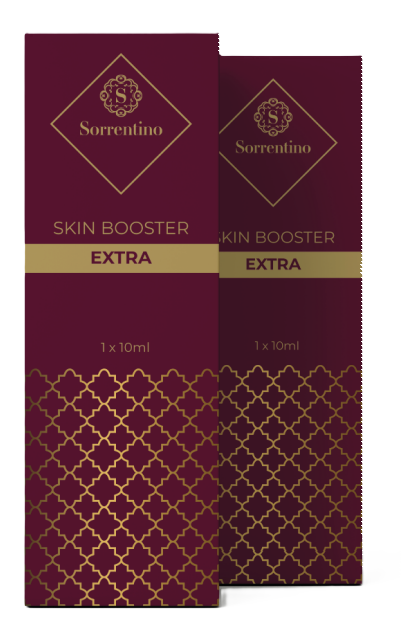 S
Sorrentino
SKIN BOOSTER
EXTRA
1 x 10ml
S
Sorrentino
SKIN BOOSTER
EXTRA
1 x 10ml